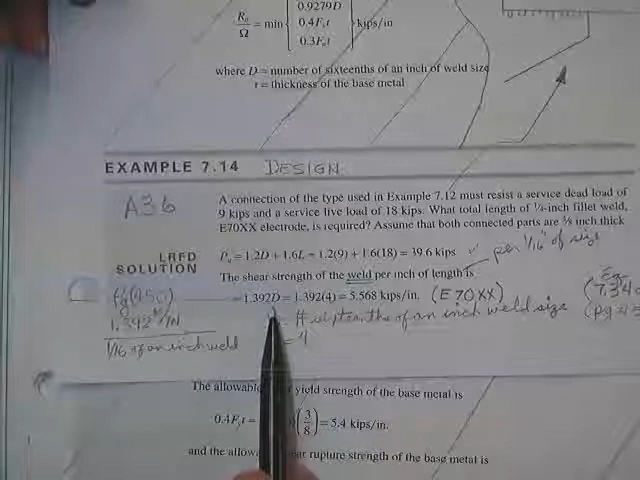 Rn/Ω = min { 0.9279D
0.4Fyt } kips/in
0.3Fut
where D = number of sixteenths of an inch of weld size
t = thickness of the base metal
EXAMPLE 7.14 DESIGN
A36
A connection of the type used in Example 7.12 must resist a service dead load of
9 kips and a service live load of 18 kips. What total length of ¼-inch fillet weld,
E70XX electrode, is required? Assume that both connected parts are ⅜ inch thick
LRFD
SOLUTION
Pu = 1.2D + 1.6L = 1.2(9) + 1.6(18) = 39.6 kips
per 1/16" of size
The shear strength of the weld per inch of length is
= 1.392D = 1.392(4) = 5.568 kips/in. (E70XX)
1.392 k/IN
1/16 of an inch weld
of an inch weld size
= 4
The allowable yield strength of the base metal is
0.4Fyt = (3/8) = 5.4 kips/in.
and the rupture strength of the base metal is